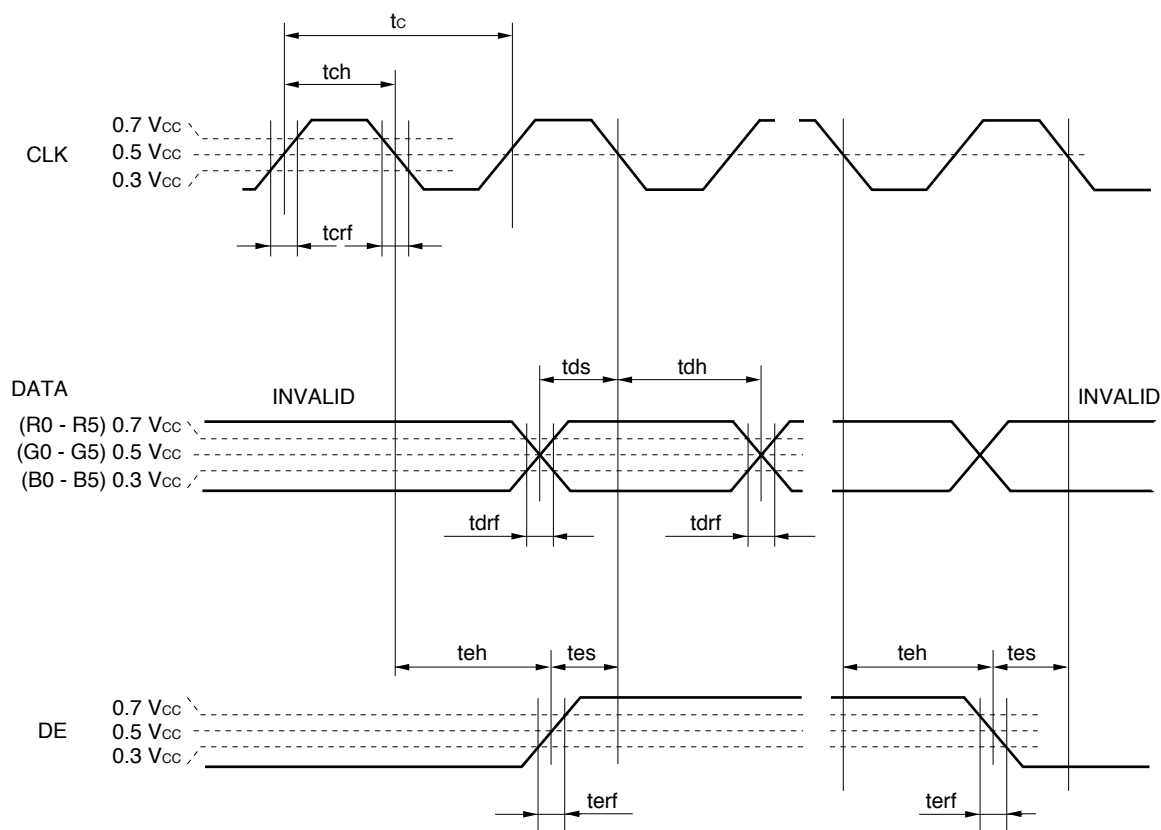 tc
tch
0.7 Vcc
CLK
0.5 Vcc
0.3 Vcc
tcrf
tds
tdh
DATA
INVALID
INVALID
(R0 - R5) 0.7 Vcc
(G0 - G5) 0.5 Vcc
(B0 - B5) 0.3 Vcc
tdrf
tdrf
teh
tes
teh
tes
0.7 Vcc
DE
0.5 Vcc
0.3 Vcc
terf
terf